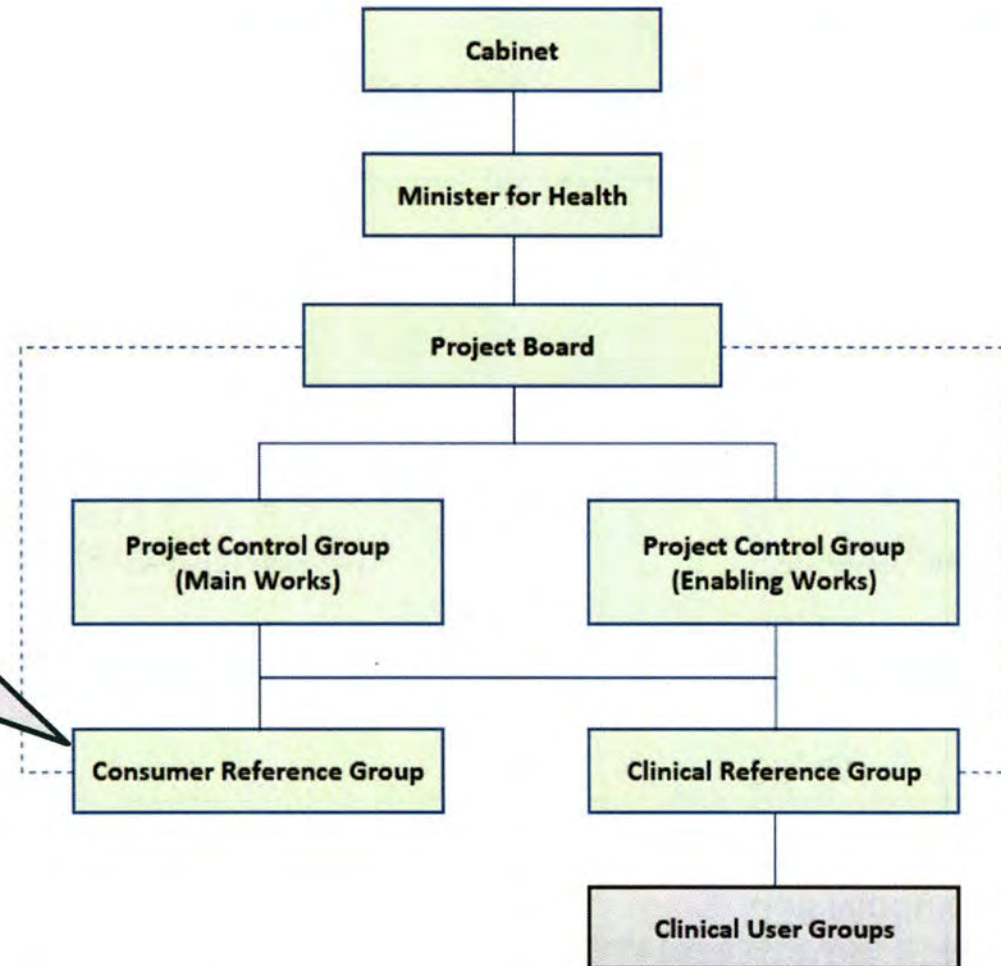 Cabinet
Minister for Health
Project Board
Project Control Group
(Main Works)
Project Control Group
(Enabling Works)
Consumer Reference Group
Clinical Reference Group
Clinical User Groups